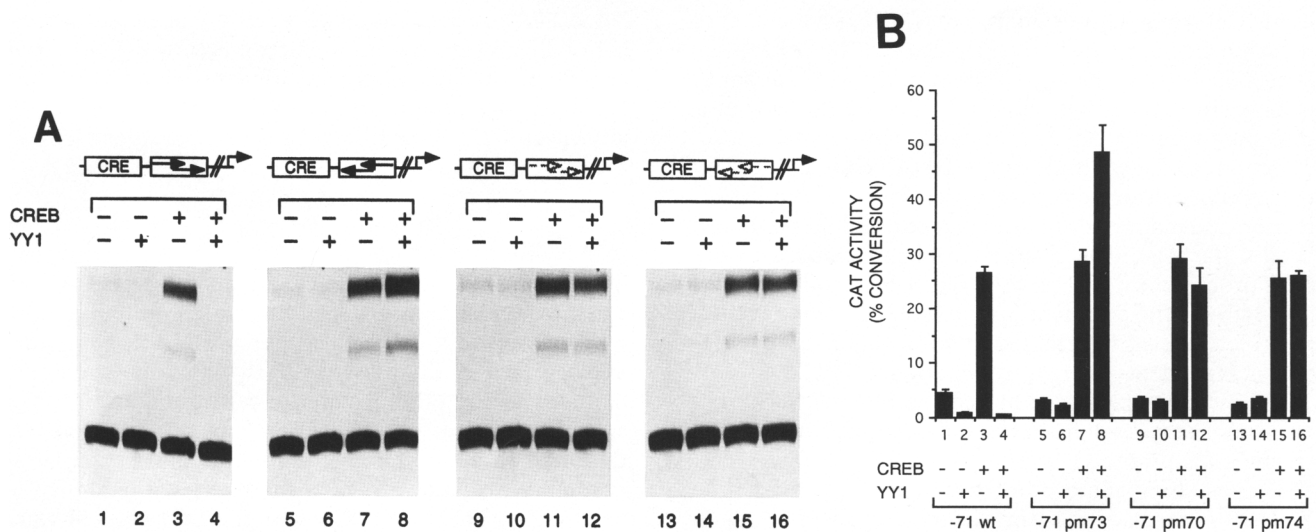 A
CRE CRE CRE CRE
CREB − − + + − − + + − − + + − − + +
YY1 − + − + − + − + − + − + − + − +
1 2 3 4 5 6 7 8 9 10 11 12 13 14 15 16
B
CAT ACTIVITY
(% CONVERSION)
60
50
40
30
20
10
0
1 2 3 4 5 6 7 8 9 10 11 12 13 14 15 16
CREB - - + + - - + + - - + + - - + +
YY1 - + - + - + - + - + - + - + - +
-71 wt -71 pm73 -71 pm70 -71 pm74